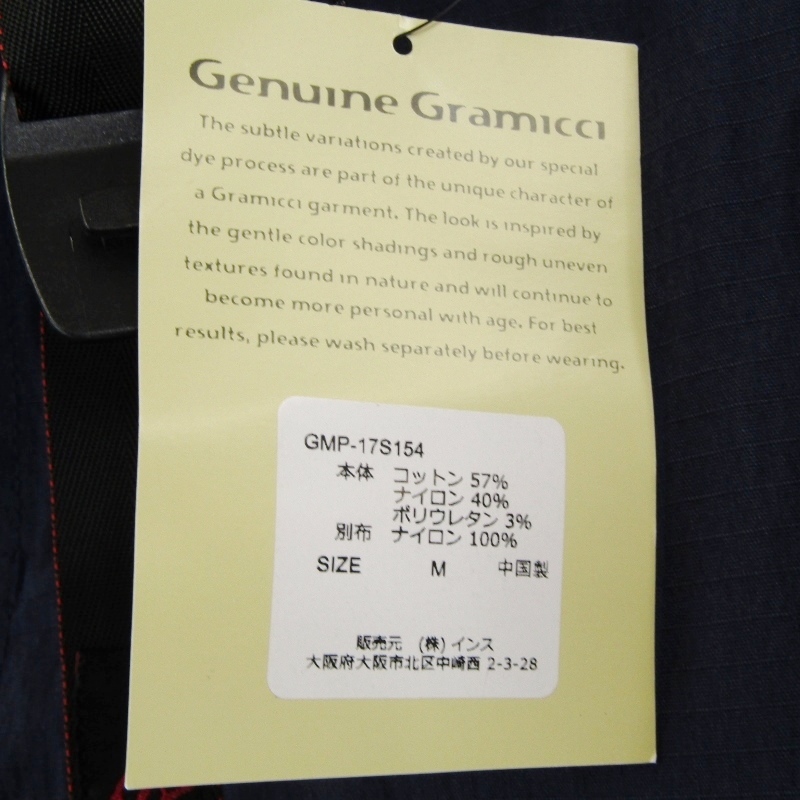 Genuine Gramicci
The subtle variations created by our special
dye process are part of the unique character of
a Gramicci garment. The look is inspired by
the gentle color shadings and rough uneven
textures found in nature and will continue to
become more personal with age. For best
results, please wash separately before wearing.
GMP-17S154
本体 コットン 57%
ナイロン 40%
ポリウレタン 3%
別布 ナイロン 100%
SIZE M 中国製
販売元 (株) インス
大阪府大阪市北区中崎西 2-3-28